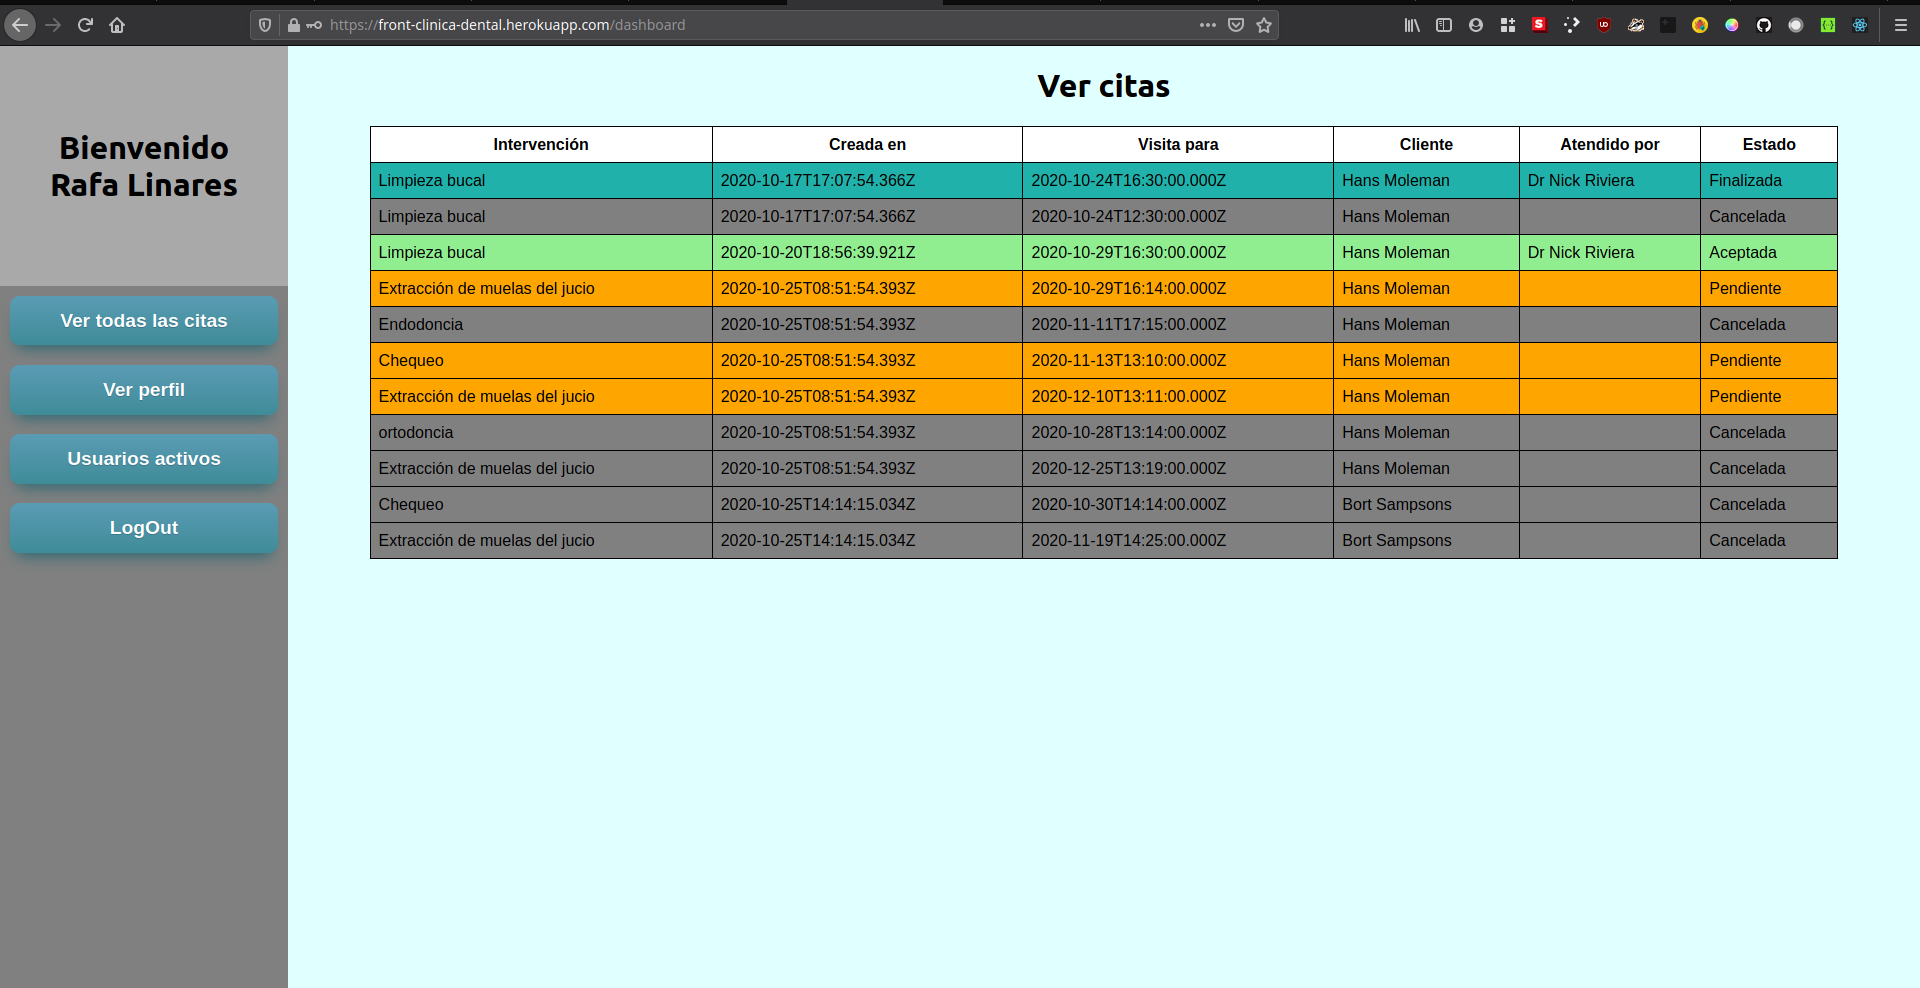 https://front-clinica-dental.herokuapp.com/dashboard
Bienvenido
Rafa Linares
Ver todas las citas
Ver perfil
Usuarios activos
LogOut
Ver citas
Intervención Creada en Visita para Cliente Atendido por Estado
Limpieza bucal 2020-10-17T17:07:54.366Z 2020-10-24T16:30:00.000Z Hans Moleman Dr Nick Riviera Finalizada
Limpieza bucal 2020-10-17T17:07:54.366Z 2020-10-24T12:30:00.000Z Hans Moleman Cancelada
Limpieza bucal 2020-10-20T18:56:39.921Z 2020-10-29T16:30:00.000Z Hans Moleman Dr Nick Riviera Aceptada
Extracción de muelas del jucio 2020-10-25T08:51:54.393Z 2020-10-29T16:14:00.000Z Hans Moleman Pendiente
Endodoncia 2020-10-25T08:51:54.393Z 2020-11-11T17:15:00.000Z Hans Moleman Cancelada
Chequeo 2020-10-25T08:51:54.393Z 2020-11-13T13:10:00.000Z Hans Moleman Pendiente
Extracción de muelas del jucio 2020-10-25T08:51:54.393Z 2020-12-10T13:11:00.000Z Hans Moleman Pendiente
ortodoncia 2020-10-25T08:51:54.393Z 2020-10-28T13:14:00.000Z Hans Moleman Cancelada
Extracción de muelas del jucio 2020-10-25T08:51:54.393Z 2020-12-25T13:19:00.000Z Hans Moleman Cancelada
Chequeo 2020-10-25T14:14:15.034Z 2020-10-30T14:14:00.000Z Bort Sampsons Cancelada
Extracción de muelas del jucio 2020-10-25T14:14:15.034Z 2020-11-19T14:25:00.000Z Bort Sampsons Cancelada